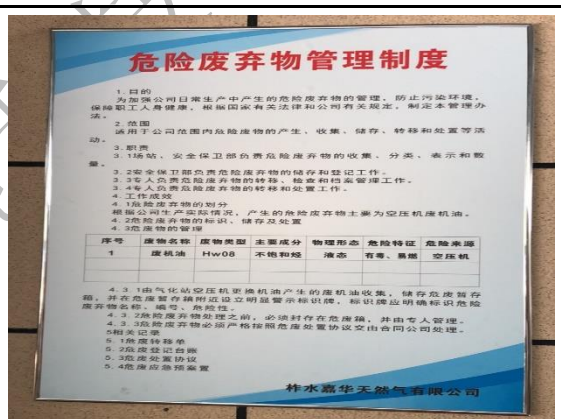 危险废弃物管理制度
1.目的
为加强公司日常生产中产生的危险废弃物的管理，防止污染环境，
保障职工人身健康，根据国家有关法律和公司有关规定，制定本管理办
法。
2.范围
适用于公司范围内危险废物的产生、收集、储存、转移和处置等活
动。
3.职责
3.1场站、安全保卫部负责危险废弃物的收集、分类、表示和数
量。
3.2安全保卫部负责危险废弃物的储存和登记工作。
3.3专人负责危险废弃物的转移、检查和档案管理工作。
3.4专人负责危险废弃物的转移和处置工作。
4.工作成效
4.1危险废弃物的划分
根据公司生产实际情况，产生的危险废弃物主要为空压机废机油。
4.2危险废弃物的标识、储存及处置
4.3危废物的管理
序号 废物名称 废物类型 主要成分 物理形态 危险特征 危险来源
1 废机油 Hw08 不饱和烃 液态 有毒、易燃 空压机
4.3.1由气化站空压机更换机油产生的废机油收集，储存危废暂存
箱，并在危废暂存箱附近设立明显警示标识牌，标识牌应明确标识危险
废弃物名称、编号、危险性。
4.3.2危险废弃物处理之前，必须封存在危废箱，并由专人管理。
4.3.3危险废弃物必须严格按照危废处置协议交由合同公司处理。
5相关记录
5.1危废转移单
5.2危废登记台账
5.3危废处置协议
5.4危废应急预案置
柞水嘉华天然气有限公司